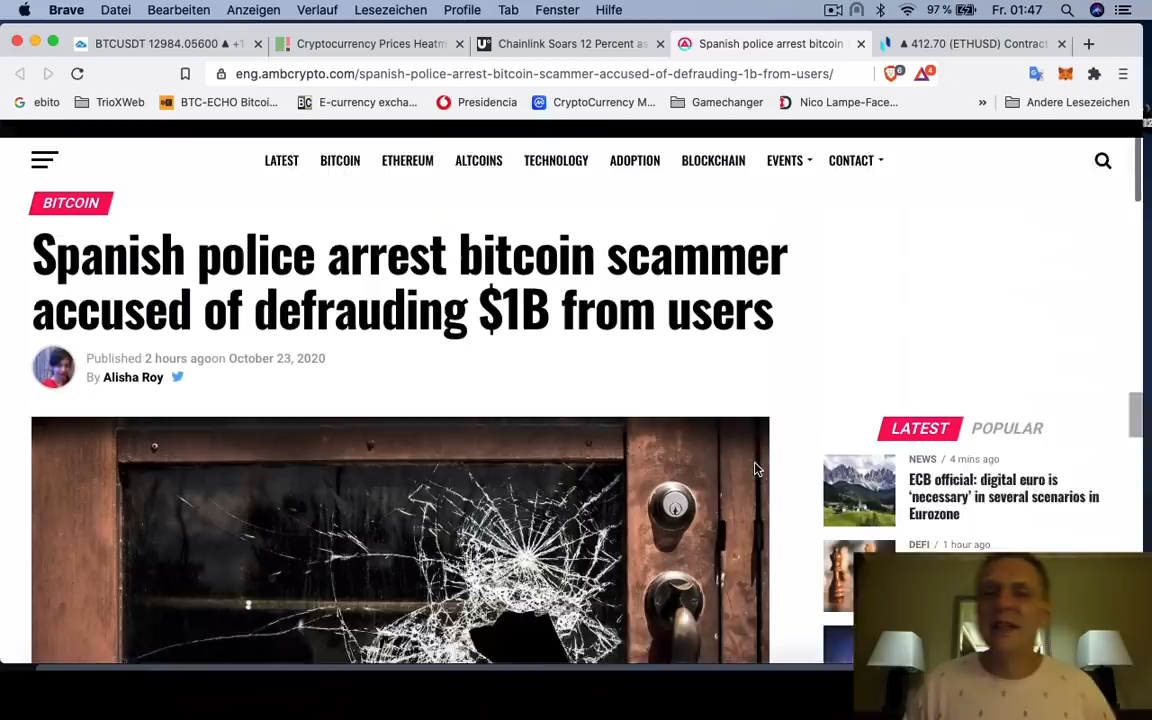 Brave Datei Bearbeiten Anzeigen Verlauf Lesezeichen Profile Tab Fenster Hilfe 97 % Fr. 01:47
BTCUSDT 12984.05600 ▲ +1 Cryptocurrency Prices Heatm Chainlink Soars 12 Percent as Spanish police arrest bitcoin ▲ 412.70 (ETHUSD) Contract
eng.ambcrypto.com/spanish-police-arrest-bitcoin-scammer-accused-of-defrauding-1b-from-users/ 6 4
ebito TrioXWeb BTC-ECHO Bitcoi... E-currency excha... Presidencia CryptoCurrency M... Gamechanger Nico Lampe-Face... » Andere Lesezeichen
LATEST BITCOIN ETHEREUM ALTCOINS TECHNOLOGY ADOPTION BLOCKCHAIN EVENTS CONTACT
BITCOIN
Spanish police arrest bitcoin scammer
accused of defrauding $1B from users
Published 2 hours agoon October 23, 2020
By Alisha Roy
LATEST POPULAR
NEWS / 4 mins ago
ECB official: digital euro is
‘necessary’ in several scenarios in
Eurozone
DEFI / 1 hour ago